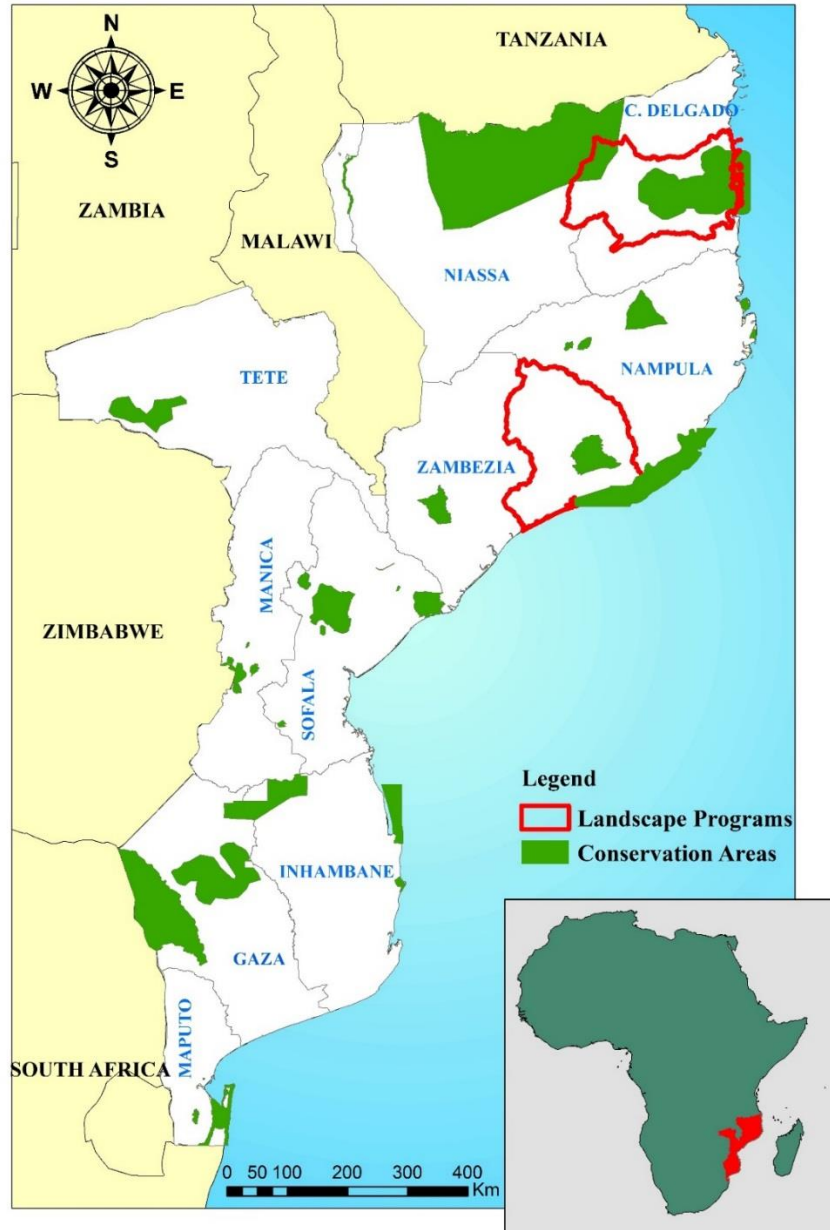 N
W E
S
TANZANIA
C. DELGADO
ZAMBIA
MALAWI
NIASSA
NAMPULA
TETE
ZAMBEZIA
MANICA
ZIMBABWE
SOFALA
Legend
Landscape Programs
Conservation Areas
INHAMBANE
GAZA
MAPUTO
SOUTH AFRICA
0 50 100 200 300 400
Km